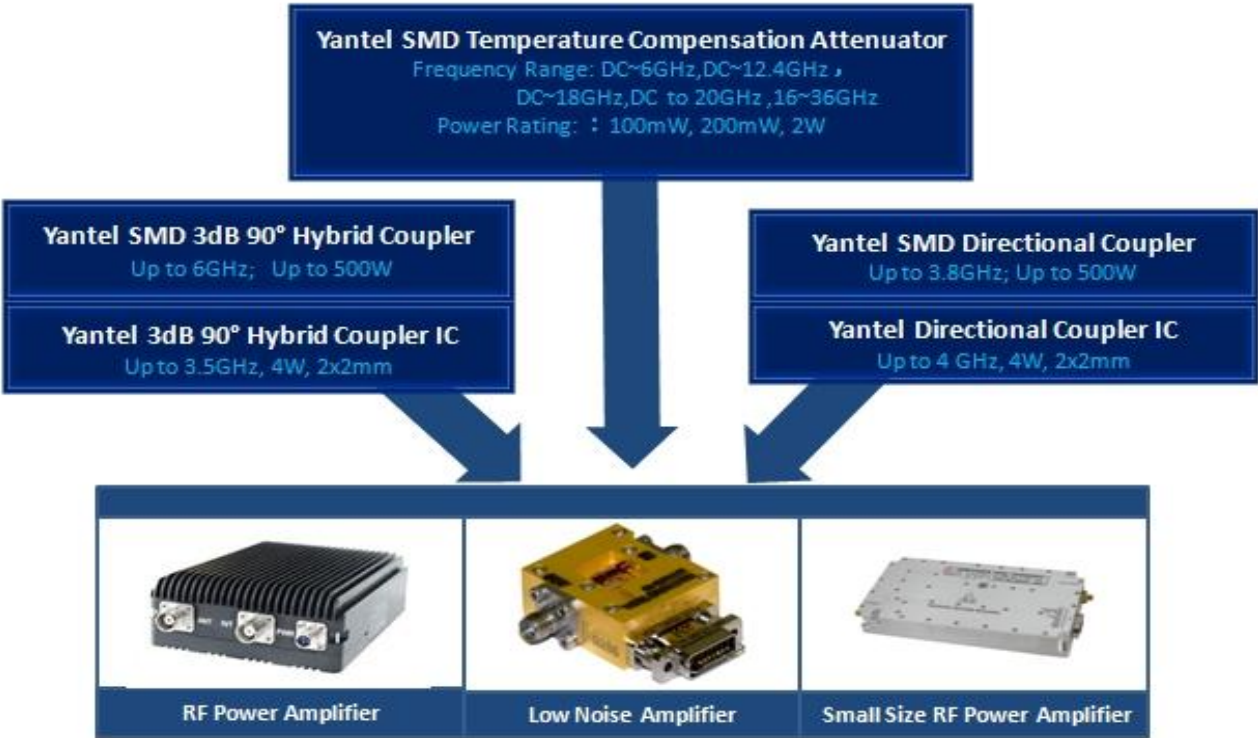 Yantel SMD Temperature Compensation Attenuator
Frequency Range: DC~6GHz,DC~12.4GHz ，
DC~18GHz,DC to 20GHz ,16~36GHz
Power Rating: ：100mW, 200mW, 2W
Yantel SMD 3dB 90° Hybrid Coupler
Up to 6GHz; Up to 500W
Yantel 3dB 90° Hybrid Coupler IC
Up to 3.5GHz, 4W, 2x2mm
Yantel SMD Directional Coupler
Up to 3.8GHz; Up to 500W
Yantel Directional Coupler IC
Up to 4 GHz, 4W, 2x2mm
ANT
PWR
RF Power Amplifier
Low Noise Amplifier
Small Size RF Power Amplifier